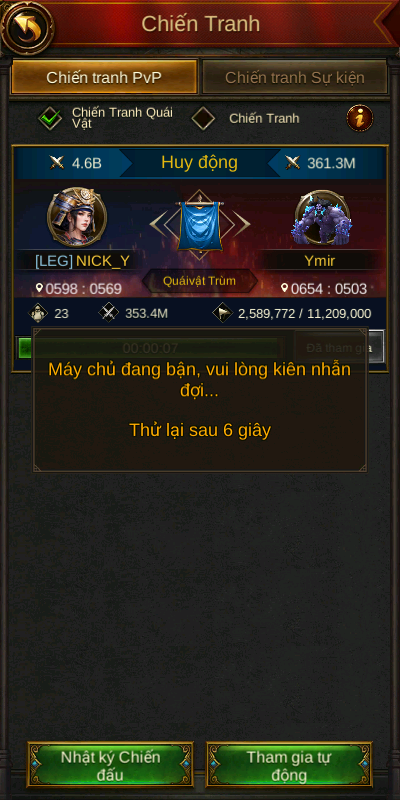 Chiến Tranh
Chiến tranh PvP
Chiến tranh Sự kiện
Chiến Tranh Quái
Vật
Chiến Tranh
4.6B
Huy động
361.3M
[LEG] NICK_Y
Ymir
Quáivật Trùm
0598 : 0569
0654 : 0503
23
353.4M
2,589,772 / 11,209,000
00:00:07
Đã tham gia
Máy chủ đang bận, vui lòng kiên nhẫn
đợi...
Thử lại sau 6 giây
Nhật ký Chiến
đấu
Tham gia tự
động